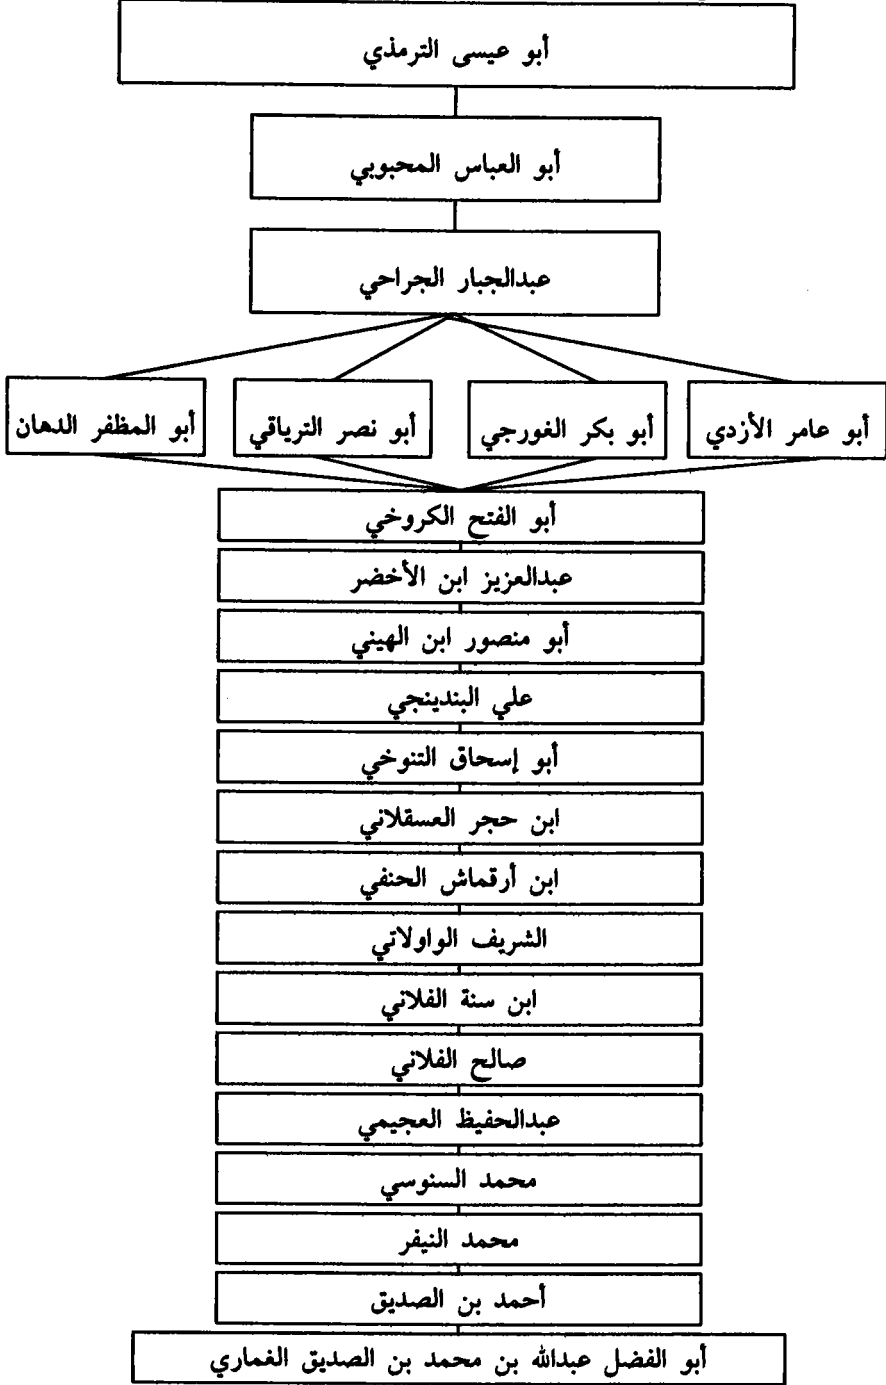 أبو عيسى الترمذي
أبو العباس المحبوبي
عبدالجبار الجراحي
أبو عامر الأزدي
أبو بكر الغورجي
أبو نصر الترياقي
أبو المظفر الدهان
أبو الفتح الكروخي
عبدالعزيز ابن الأخضر
أبو منصور ابن الهيني
علي البندينجي
أبو إسحاق التنوخي
ابن حجر العسقلاني
ابن أرقماش الحنفي
الشريف الواولاتي
ابن سنة الفلاني
صالح الفلاني
عبدالحفيظ العجيمي
محمد السنوسي
محمد النيفر
أحمد بن الصديق
أبو الفضل عبدالله بن محمد بن الصديق الغماري